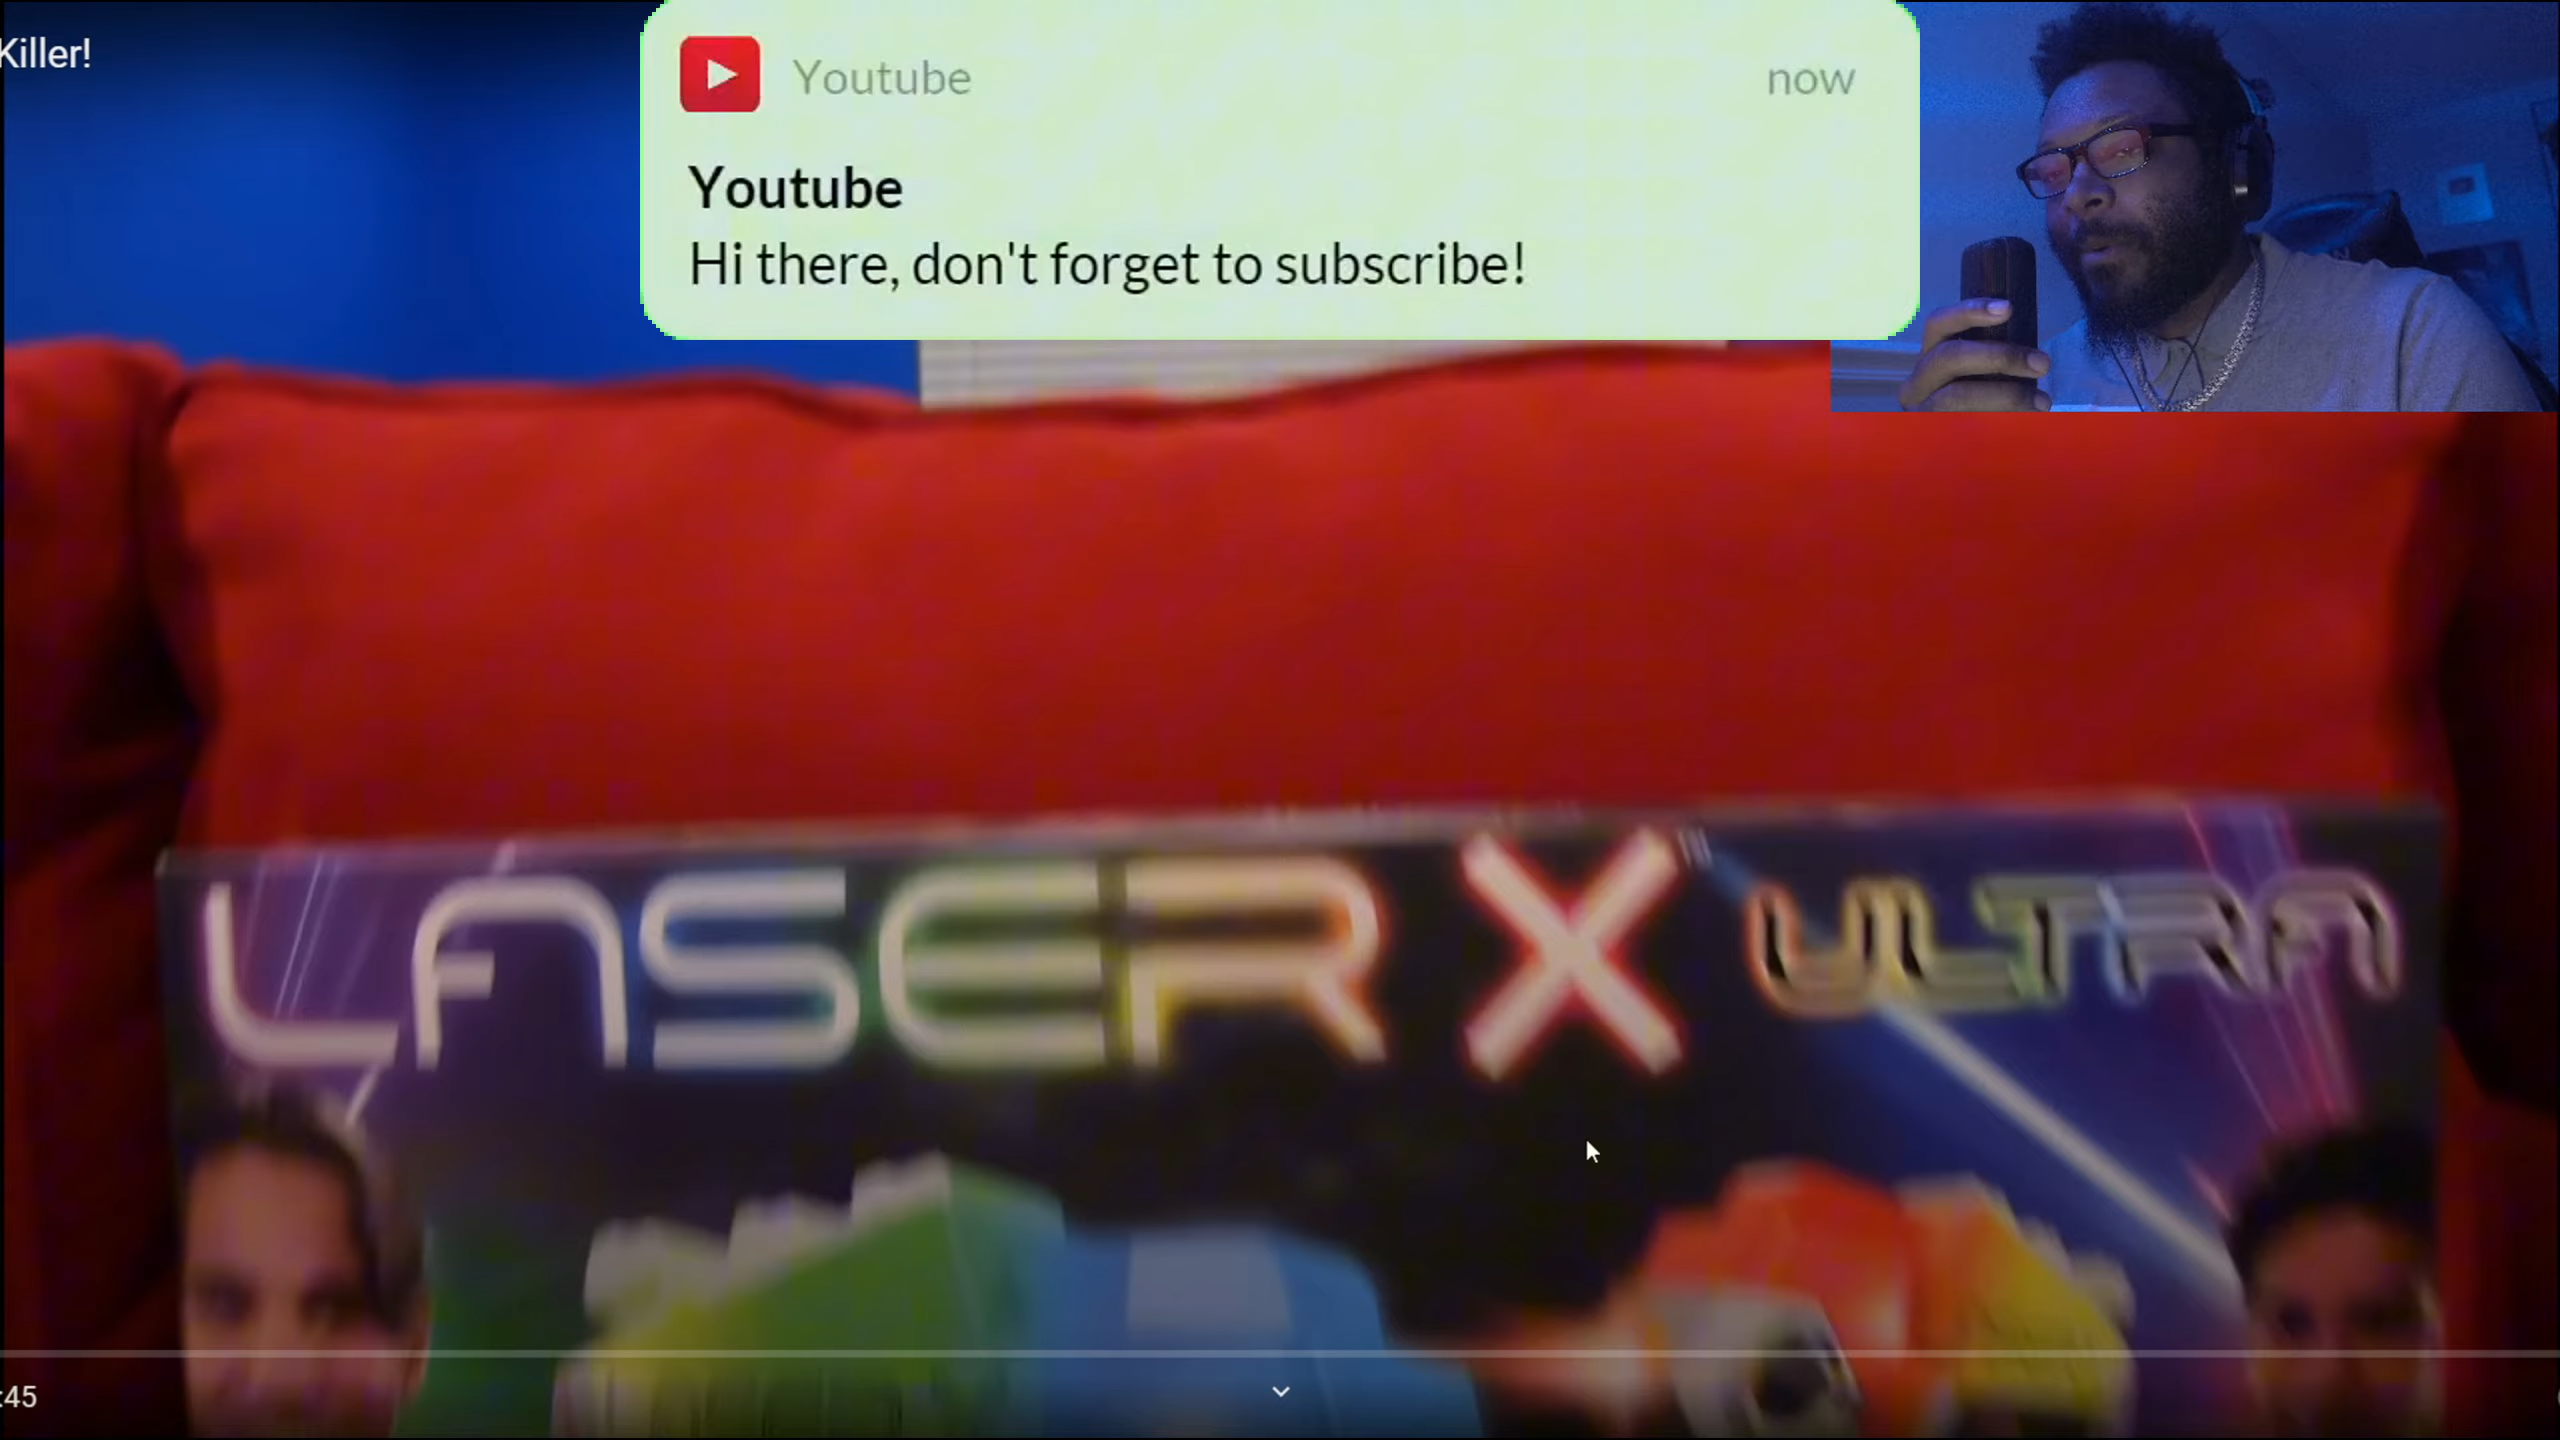 Killer!
Youtube now
Youtube
Hi there, don't forget to subscribe!
LASER X ULTRA
:45